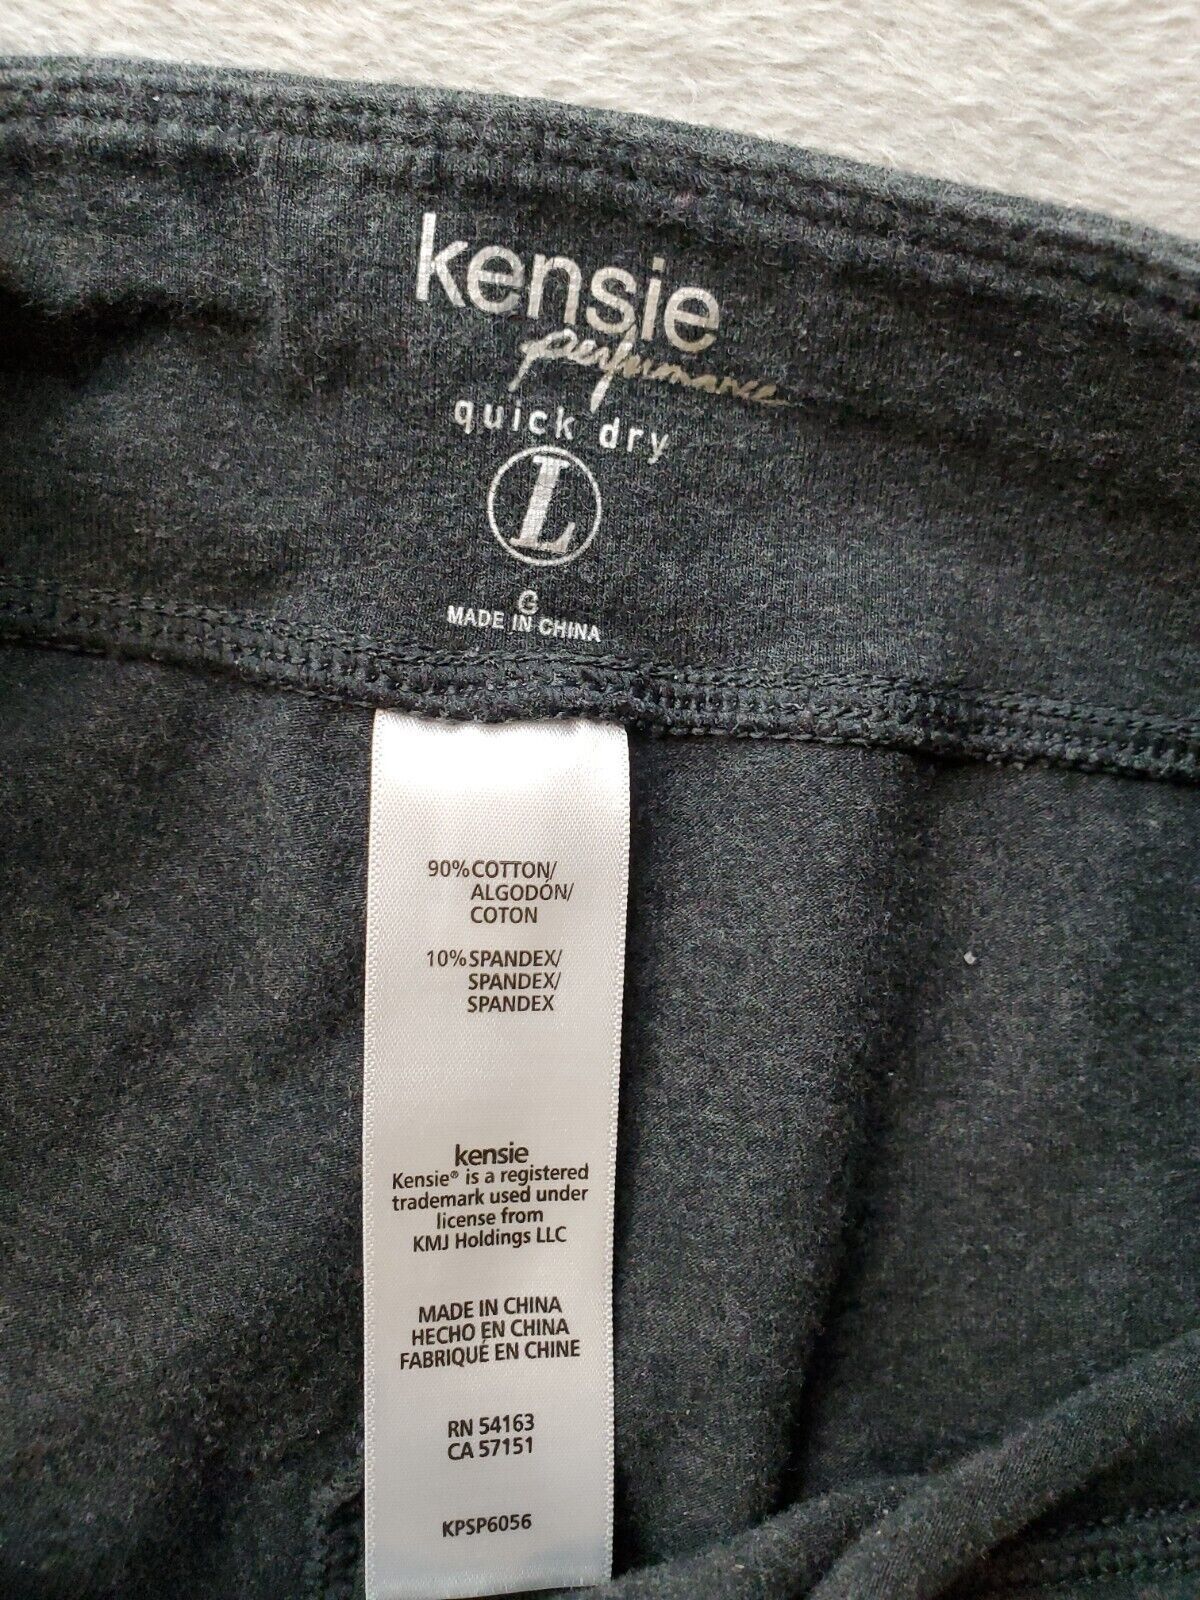 kensie
performance
quick dry
L
G
MADE IN CHINA
90% COTTON/
ALGODÓN/
COTON
10% SPANDEX/
SPANDEX/
SPANDEX
kensie
Kensie® is a registered
trademark used under
license from
KMJ Holdings LLC
MADE IN CHINA
HECHO EN CHINA
FABRIQUÉ EN CHINE
RN 54163
CA 57151
KPSP6056